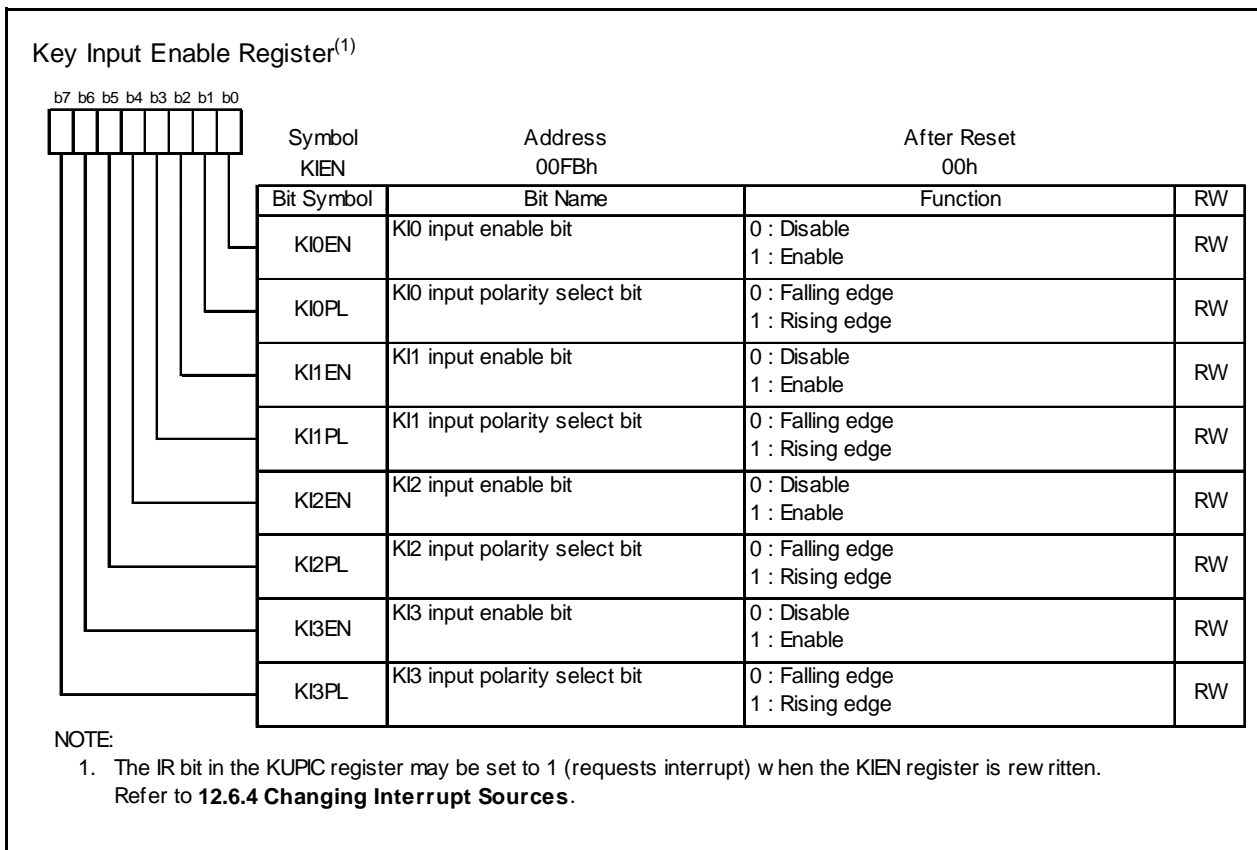 Key Input Enable Register(1)
b7 b6 b5 b4 b3 b2 b1 b0
Symbol Address After Reset
KIEN 00FBh 00h
Bit Symbol Bit Name Function RW
KI0EN KI0 input enable bit 0 : Disable RW
1 : Enable
KI0PL KI0 input polarity select bit 0 : Falling edge RW
1 : Rising edge
KI1EN KI1 input enable bit 0 : Disable RW
1 : Enable
KI1PL KI1 input polarity select bit 0 : Falling edge RW
1 : Rising edge
KI2EN KI2 input enable bit 0 : Disable RW
1 : Enable
KI2PL KI2 input polarity select bit 0 : Falling edge RW
1 : Rising edge
KI3EN KI3 input enable bit 0 : Disable RW
1 : Enable
KI3PL KI3 input polarity select bit 0 : Falling edge RW
1 : Rising edge
NOTE:
1. The IR bit in the KUPIC register may be set to 1 (requests interrupt) when the KIEN register is rewritten.
Refer to 12.6.4 Changing Interrupt Sources.